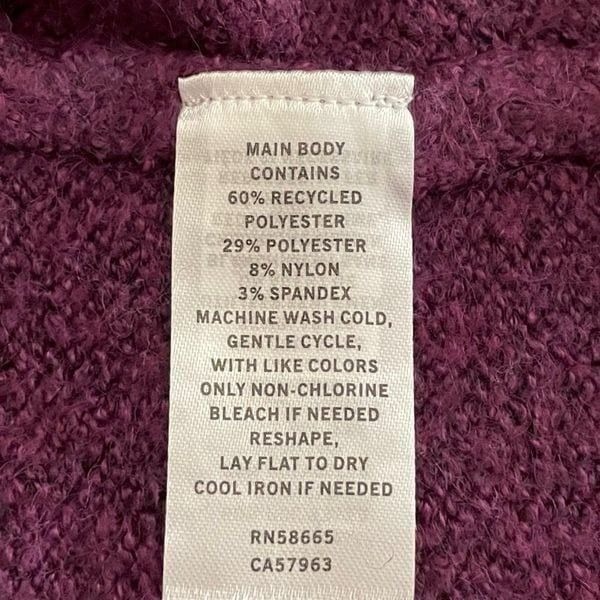 MAIN BODY
CONTAINS
60% RECYCLED
POLYESTER
29% POLYESTER
8% NYLON
3% SPANDEX
MACHINE WASH COLD,
GENTLE CYCLE,
WITH LIKE COLORS
ONLY NON-CHLORINE
BLEACH IF NEEDED
RESHAPE,
LAY FLAT TO DRY
COOL IRON IF NEEDED
RN58665
CA57963